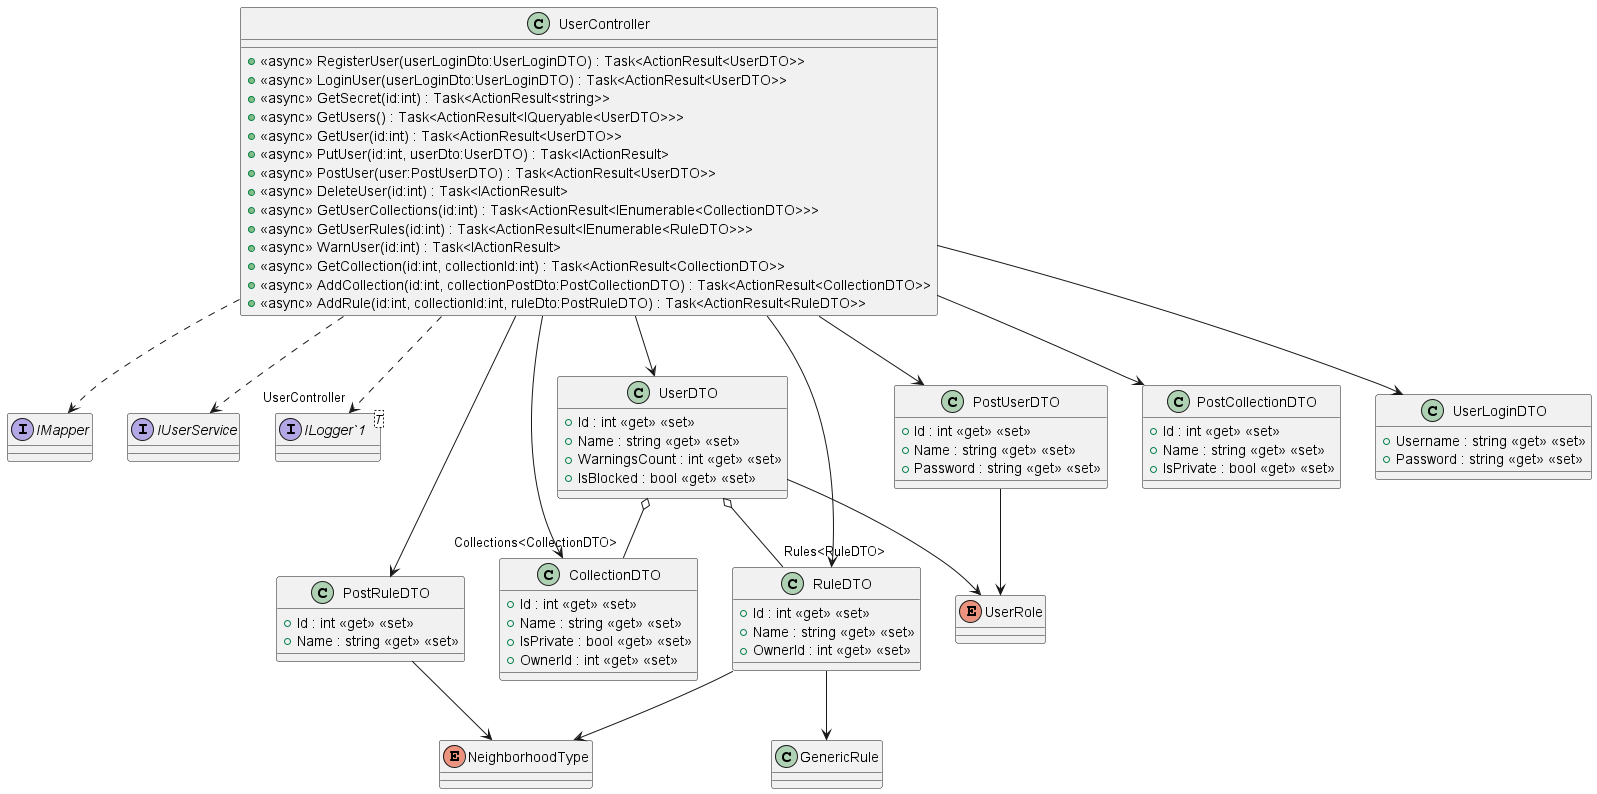 C UserController
«async» RegisterUser(userLoginDto:UserLoginDTO) : Task<ActionResult<UserDTO>>
«async» LoginUser(userLoginDto:UserLoginDTO) : Task<ActionResult<UserDTO>>
«async» GetSecret(id:int) : Task<ActionResult<string>>
«async» GetUsers() : Task<ActionResult<IQueryable<UserDTO>>>
«async» GetUser(id:int) : Task<ActionResult<UserDTO>>
«async» PutUser(id:int, userDto:UserDTO) : Task<IActionResult>
«async» PostUser(user:PostUserDTO) : Task<ActionResult<UserDTO>>
«async» DeleteUser(id:int) : Task<IActionResult>
«async» GetUserCollections(id:int) : Task<ActionResult<IEnumerable<CollectionDTO>>>
«async» GetUserRules(id:int) : Task<ActionResult<IEnumerable<RuleDTO>>>
«async» WarnUser(id:int) : Task<IActionResult>
«async» GetCollection(id:int, collectionId:int) : Task<ActionResult<CollectionDTO>>
«async» AddCollection(id:int, collectionPostDto:PostCollectionDTO) : Task<ActionResult<CollectionDTO>>
«async» AddRule(id:int, collectionId:int, ruleDto:PostRuleDTO) : Task<ActionResult<RuleDTO>>
UserController
I IMapper
I IUserService
I ILogger`1
T
C UserDTO
Id : int «get» «set»
Name : string «get» «set»
WarningsCount : int «get» «set»
IsBlocked : bool «get» «set»
C PostUserDTO
Id : int «get» «set»
Name : string «get» «set»
Password : string «get» «set»
C PostCollectionDTO
Id : int «get» «set»
Name : string «get» «set»
IsPrivate : bool «get» «set»
C UserLoginDTO
Username : string «get» «set»
Password : string «get» «set»
Collections<CollectionDTO>
Rules<RuleDTO>
C PostRuleDTO
Id : int «get» «set»
Name : string «get» «set»
C CollectionDTO
Id : int «get» «set»
Name : string «get» «set»
IsPrivate : bool «get» «set»
OwnerId : int «get» «set»
C RuleDTO
Id : int «get» «set»
Name : string «get» «set»
OwnerId : int «get» «set»
E UserRole
E NeighborhoodType
C GenericRule